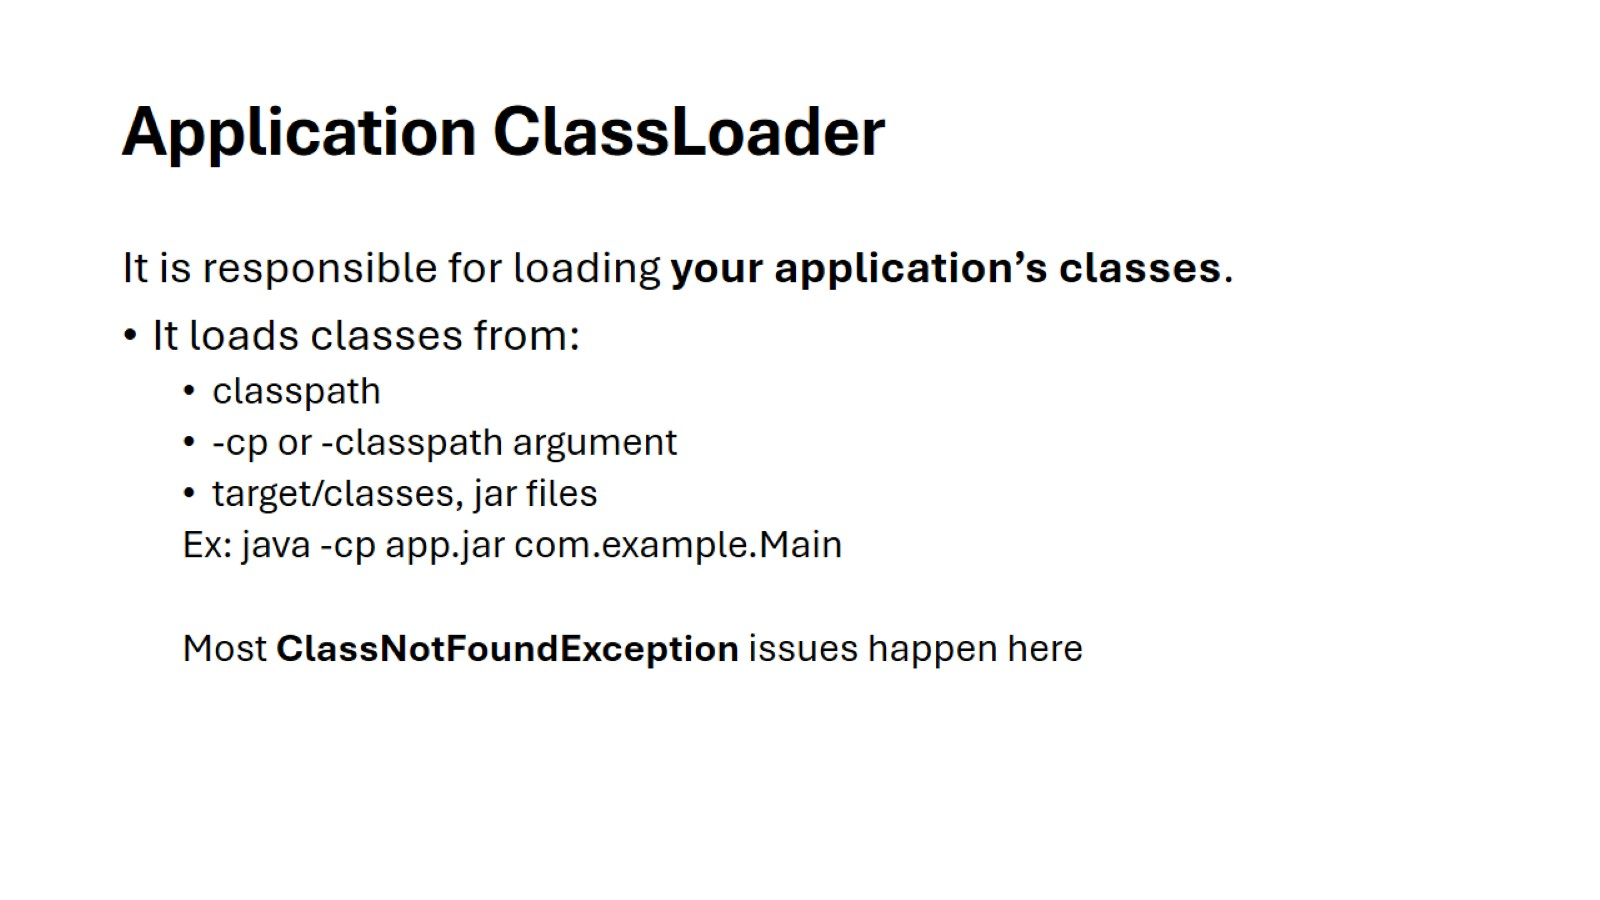 Application ClassLoader
It is responsible for loading your application’s classes.
• It loads classes from:
• classpath
• -cp or -classpath argument
• target/classes, jar files
Ex: java -cp app.jar com.example.Main
Most ClassNotFoundException issues happen here